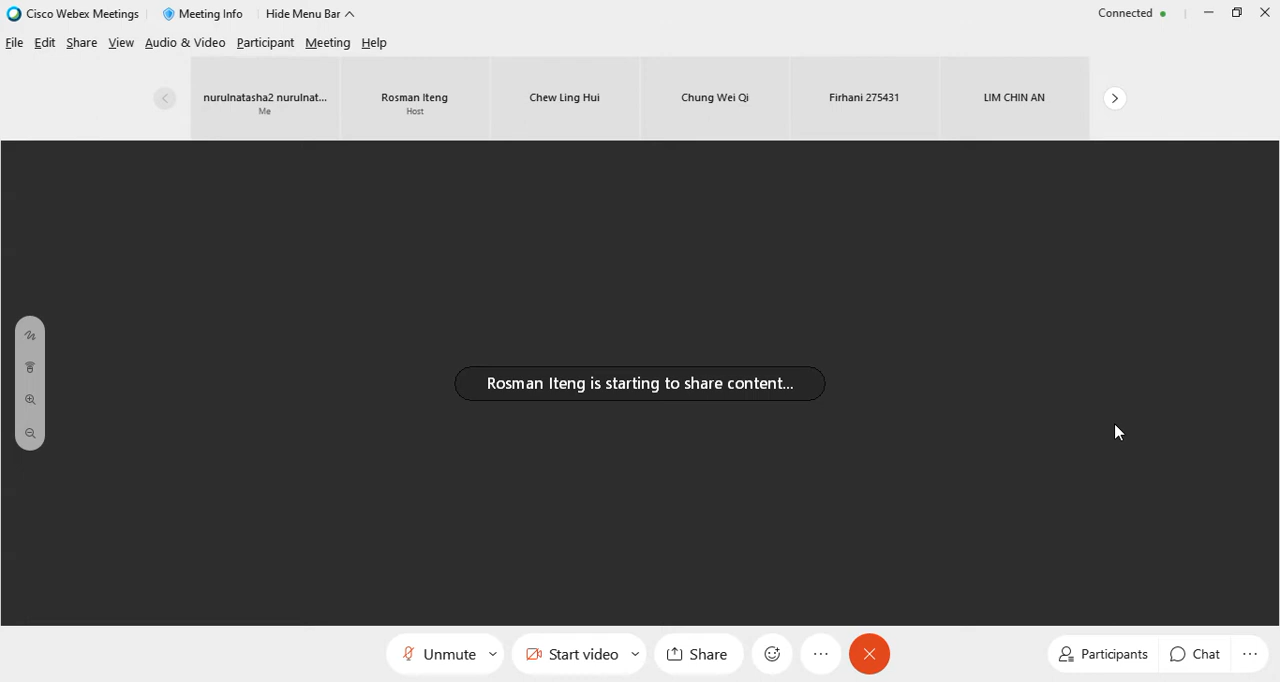 Cisco Webex Meetings Meeting Info Hide Menu Bar Connected
File Edit Share View Audio & Video Participant Meeting Help
nurulnatasha2 nurulnat... Rosman Iteng Chew Ling Hui Chung Wei Qi Firhani 275431 LIM CHIN AN
Me Host
Rosman Iteng is starting to share content...
Unmute Start video Share Participants Chat